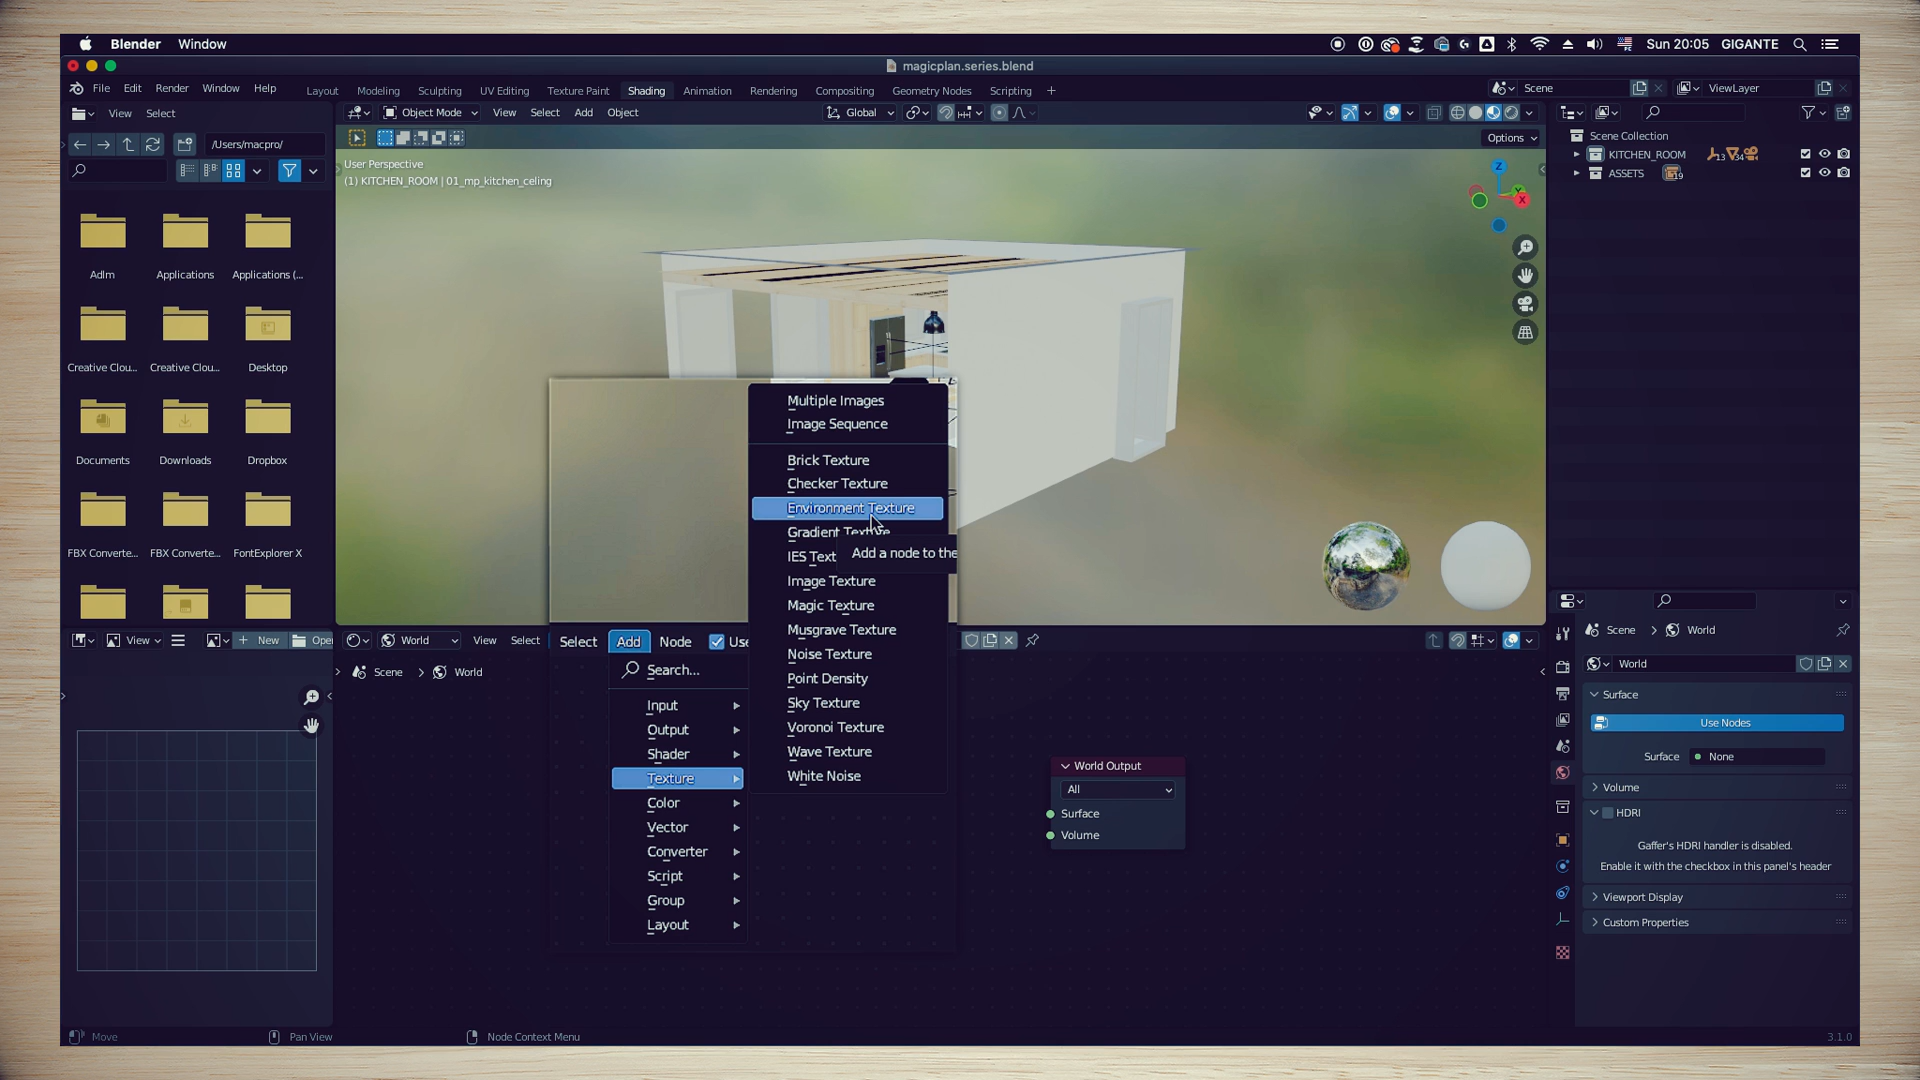 Blender Window
Sun 20:05 GIGANTE
magicplan.series.blend
File Edit Render Window Help
Layout Modeling Sculpting UV Editing Texture Paint Shading Animation Rendering Compositing Geometry Nodes Scripting +
Scene
ViewLayer
View Select
Object Mode View Select Add Object
Global
/Users/macpro/
Options
User Perspective
(1) KITCHEN_ROOM | 01_mp_kitchen_celing
Z
Y
X
Scene Collection
KITCHEN_ROOM
13
34
ASSETS
19
Adlm Applications Applications (...
Creative Clou... Creative Clou... Desktop
Documents Downloads Dropbox
FBX Converte... FBX Converte... FontExplorer X
Multiple Images
Image Sequence
Brick Texture
Checker Texture
Environment Texture
Gradient Texture
IES Text
Add a node to the
Image Texture
Magic Texture
Musgrave Texture
Noise Texture
Point Density
Sky Texture
Voronoi Texture
Wave Texture
White Noise
View
+ New
Open
World
View Select
Select Add Node Use
Scene > World
Search...
Input
Output
Shader
Texture
Color
Vector
Converter
Script
Group
Layout
World Output
All
Surface
Volume
Scene > World
World
Surface
Use Nodes
Surface None
Volume
HDRI
Gaffer's HDRI handler is disabled.
Enable it with the checkbox in this panel's header
Viewport Display
Custom Properties
Move
Pan View
Node Context Menu
3.1.0